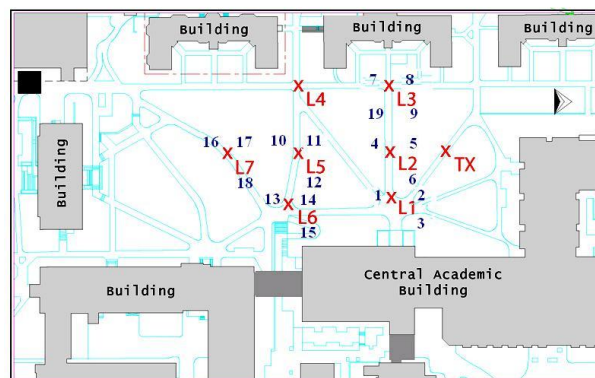 Building
Building
Building
7 8
L4
L3
19 9
16 17
10 11
4 5
L7
L5
L2
TX
Building
18
12
6
13 14
1 2
L6
L1
15
3
Central Academic
Building
Building